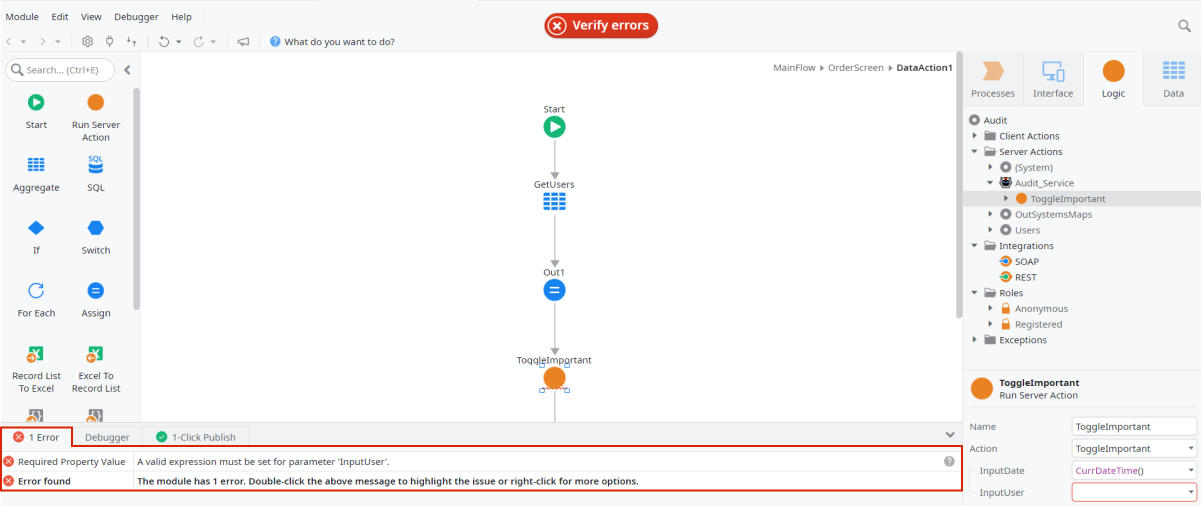 Module Edit View Debugger Help
Verify errors
What do you want to do?
Search... (Ctrl+E)
Start
Run Server
Action
Aggregate
SQL
SQL
If
Switch
For Each
Assign
Record List
To Excel
Excel To
Record List
MainFlow ▸ OrderScreen ▸ DataAction1
Start
GetUsers
Out1
ToggleImportant
Processes
Interface
Logic
Data
Audit
Client Actions
Server Actions
(System)
Audit_Service
ToggleImportant
OutSystemsMaps
Users
Integrations
SOAP
REST
Roles
Anonymous
Registered
Exceptions
ToggleImportant
Run Server Action
Name ToggleImportant
Action ToggleImportant
InputDate CurrDateTime()
InputUser
1 Error Debugger 1-Click Publish
Required Property Value A valid expression must be set for parameter 'InputUser'.
Error found The module has 1 error. Double-click the above message to highlight the issue or right-click for more options.